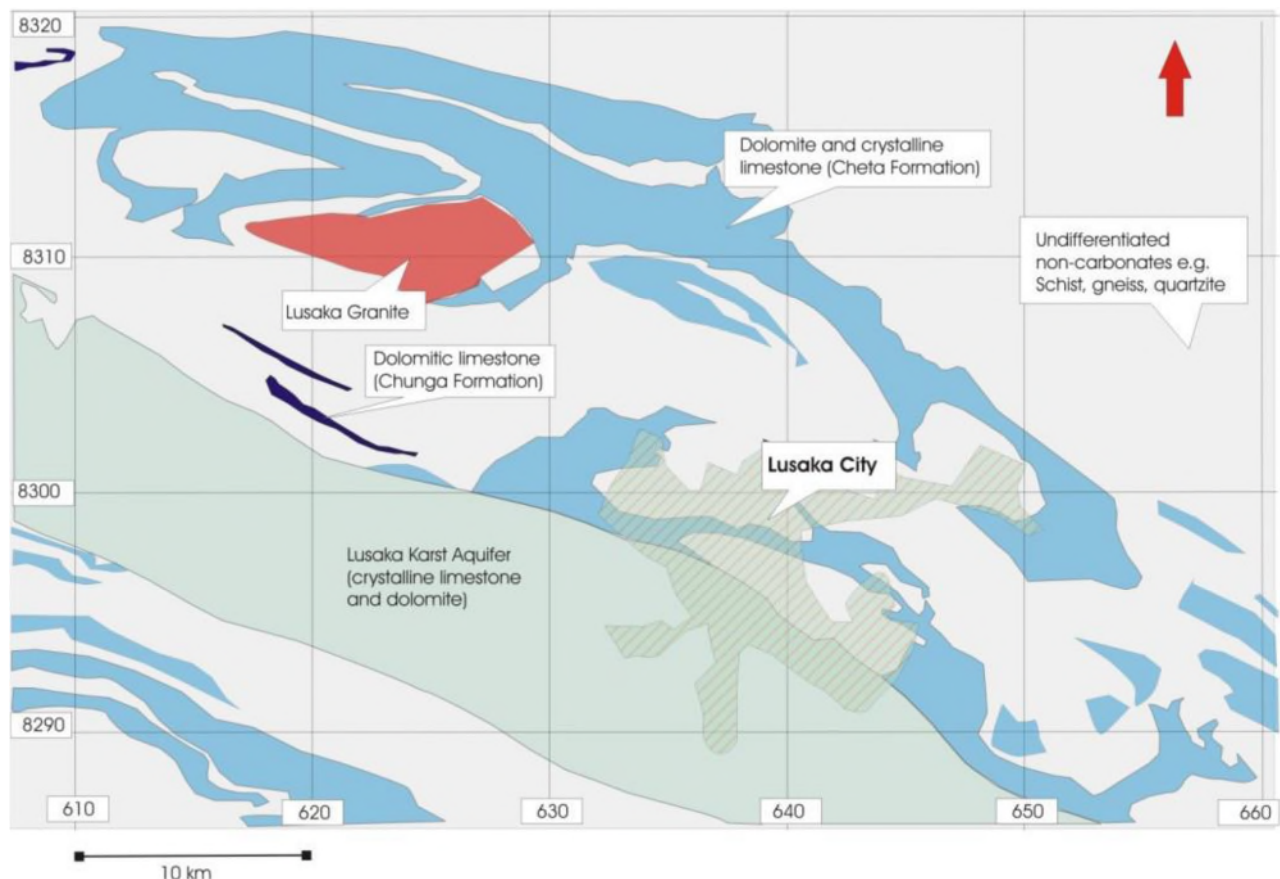 8320
Dolomite and crystalline
limestone (Cheta Formation)
Undifferentiated
non-carbonates e.g.
Schist, gneiss, quartzite
8310
Lusaka Granite
Dolomitic limestone
(Chunga Formation)
Lusaka City
8300
Lusaka Karst Aquifer
(crystalline limestone
and dolomite)
8290
610
620
630
640
650
660
10 km